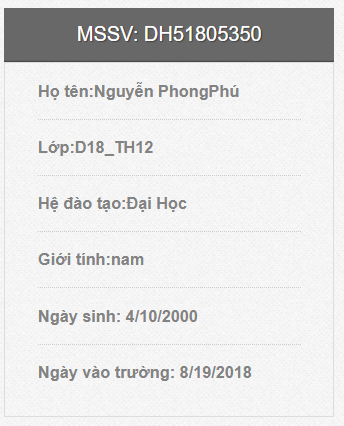 MSSV: DH51805350
Họ tên:Nguyễn PhongPhú
Lớp:D18_TH12
Hệ đào tạo:Đại Học
Giới tính:nam
Ngày sinh: 4/10/2000
Ngày vào trường: 8/19/2018